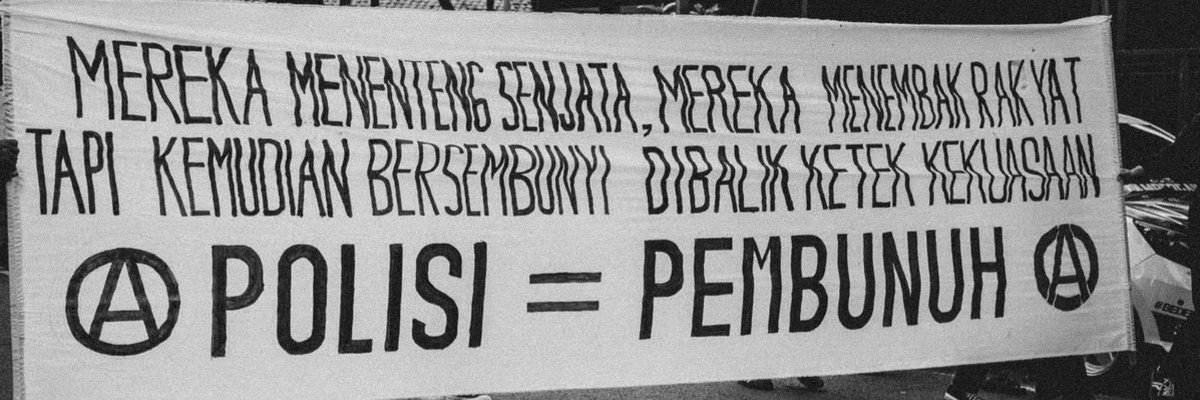 MEREKA MENENTENG SENJATA, MEREKA MENEMBAK RAKYAT
TAPI KEMUDIAN BERSEMBUNYI DIBALIK KETEK KEKUASAAN
Ⓐ POLISI = PEMBUNUH Ⓐ